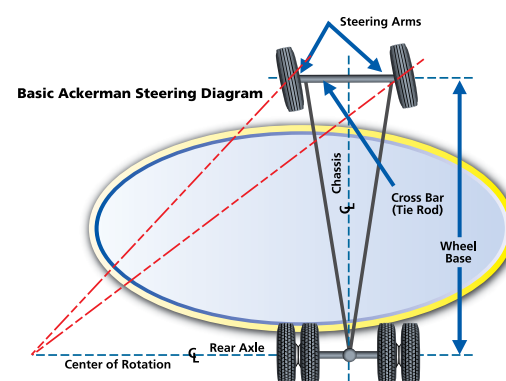 Steering Arms
Basic Ackerman Steering Diagram
Chassis
℄
Cross Bar
(Tie Rod)
Wheel
Base
℄ Rear Axle
Center of Rotation